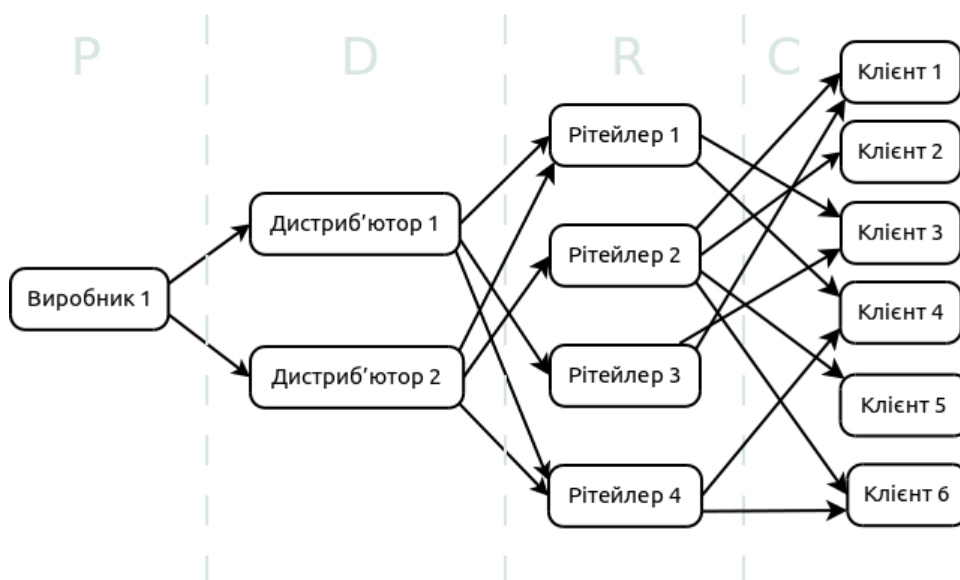 P
D
R
C
Виробник 1
Дистриб’ютор 1
Дистриб’ютор 2
Рітейлер 1
Рітейлер 2
Рітейлер 3
Рітейлер 4
Клієнт 1
Клієнт 2
Клієнт 3
Клієнт 4
Клієнт 5
Клієнт 6